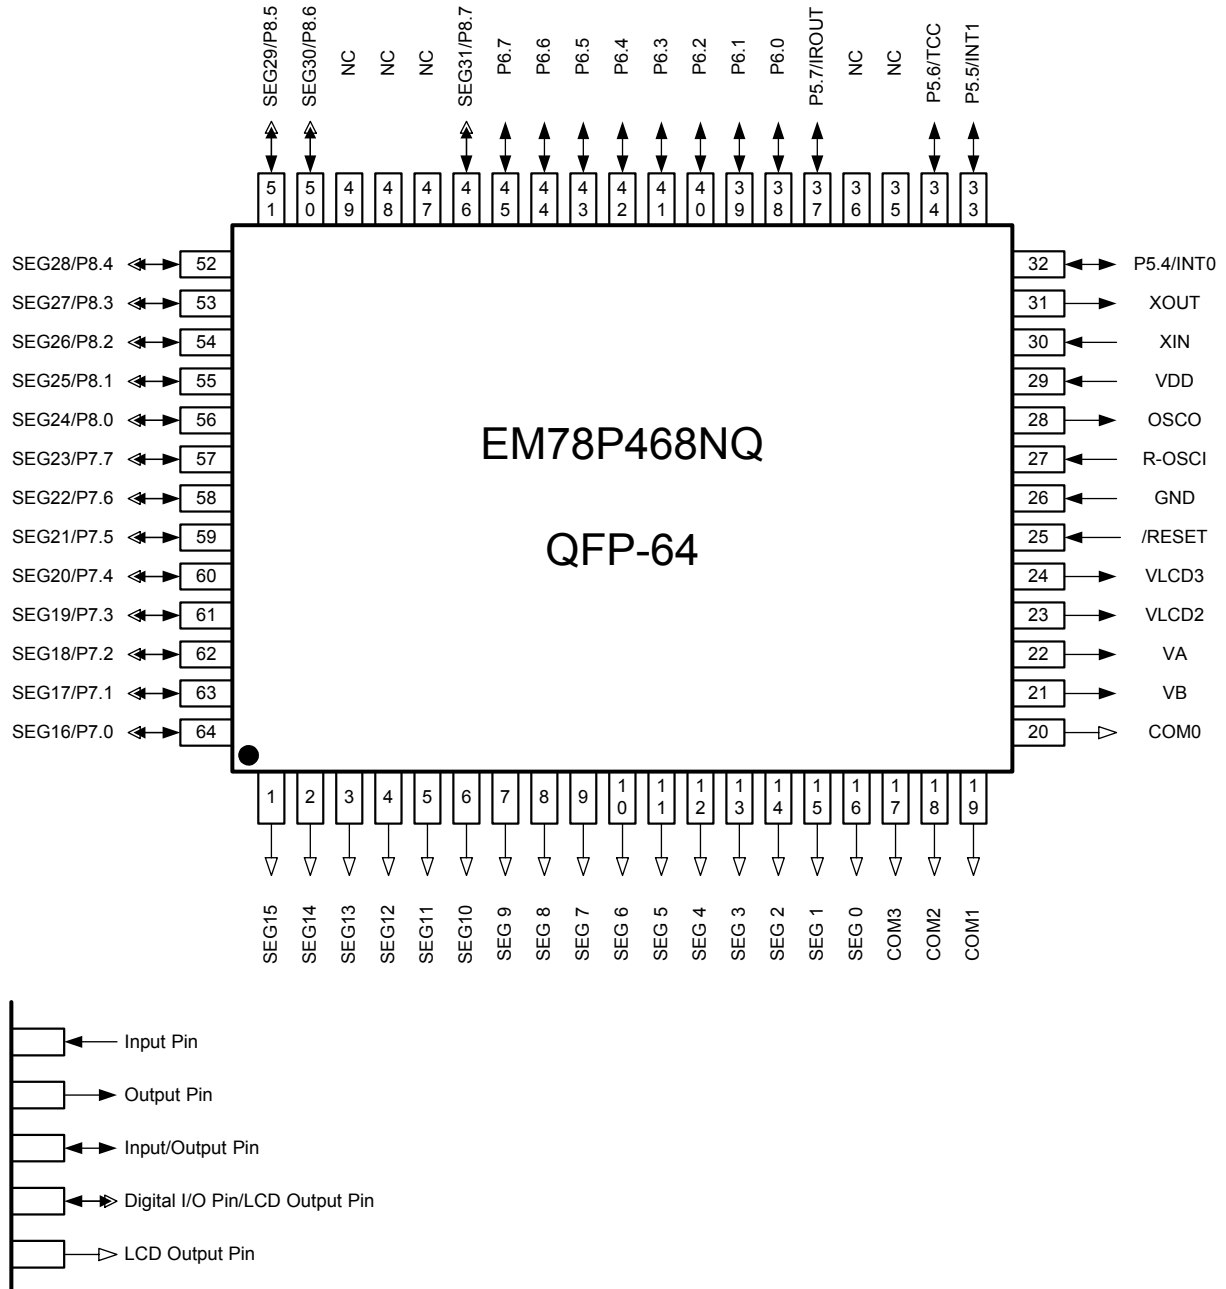 SEG29/P8.5
SEG30/P8.6
NC
NC
NC
SEG31/P8.7
P6.7
P6.6
P6.5
P6.4
P6.3
P6.2
P6.1
P6.0
P5.7/IROUT
NC
NC
P5.6/TCC
P5.5/INT1
51
50
49
48
47
46
45
44
43
42
41
40
39
38
37
36
35
34
33
SEG28/P8.4 52
SEG27/P8.3 53
SEG26/P8.2 54
SEG25/P8.1 55
SEG24/P8.0 56
SEG23/P7.7 57
SEG22/P7.6 58
SEG21/P7.5 59
SEG20/P7.4 60
SEG19/P7.3 61
SEG18/P7.2 62
SEG17/P7.1 63
SEG16/P7.0 64
EM78P468NQ
QFP-64
32 P5.4/INT0
31 XOUT
30 XIN
29 VDD
28 OSCO
27 R-OSCI
26 GND
25 /RESET
24 VLCD3
23 VLCD2
22 VA
21 VB
20 COM0
1
2
3
4
5
6
7
8
9
10
11
12
13
14
15
16
17
18
19
SEG15
SEG14
SEG13
SEG12
SEG11
SEG10
SEG 9
SEG 8
SEG 7
SEG 6
SEG 5
SEG 4
SEG 3
SEG 2
SEG 1
SEG 0
COM3
COM2
COM1
Input Pin
Output Pin
Input/Output Pin
Digital I/O Pin/LCD Output Pin
LCD Output Pin